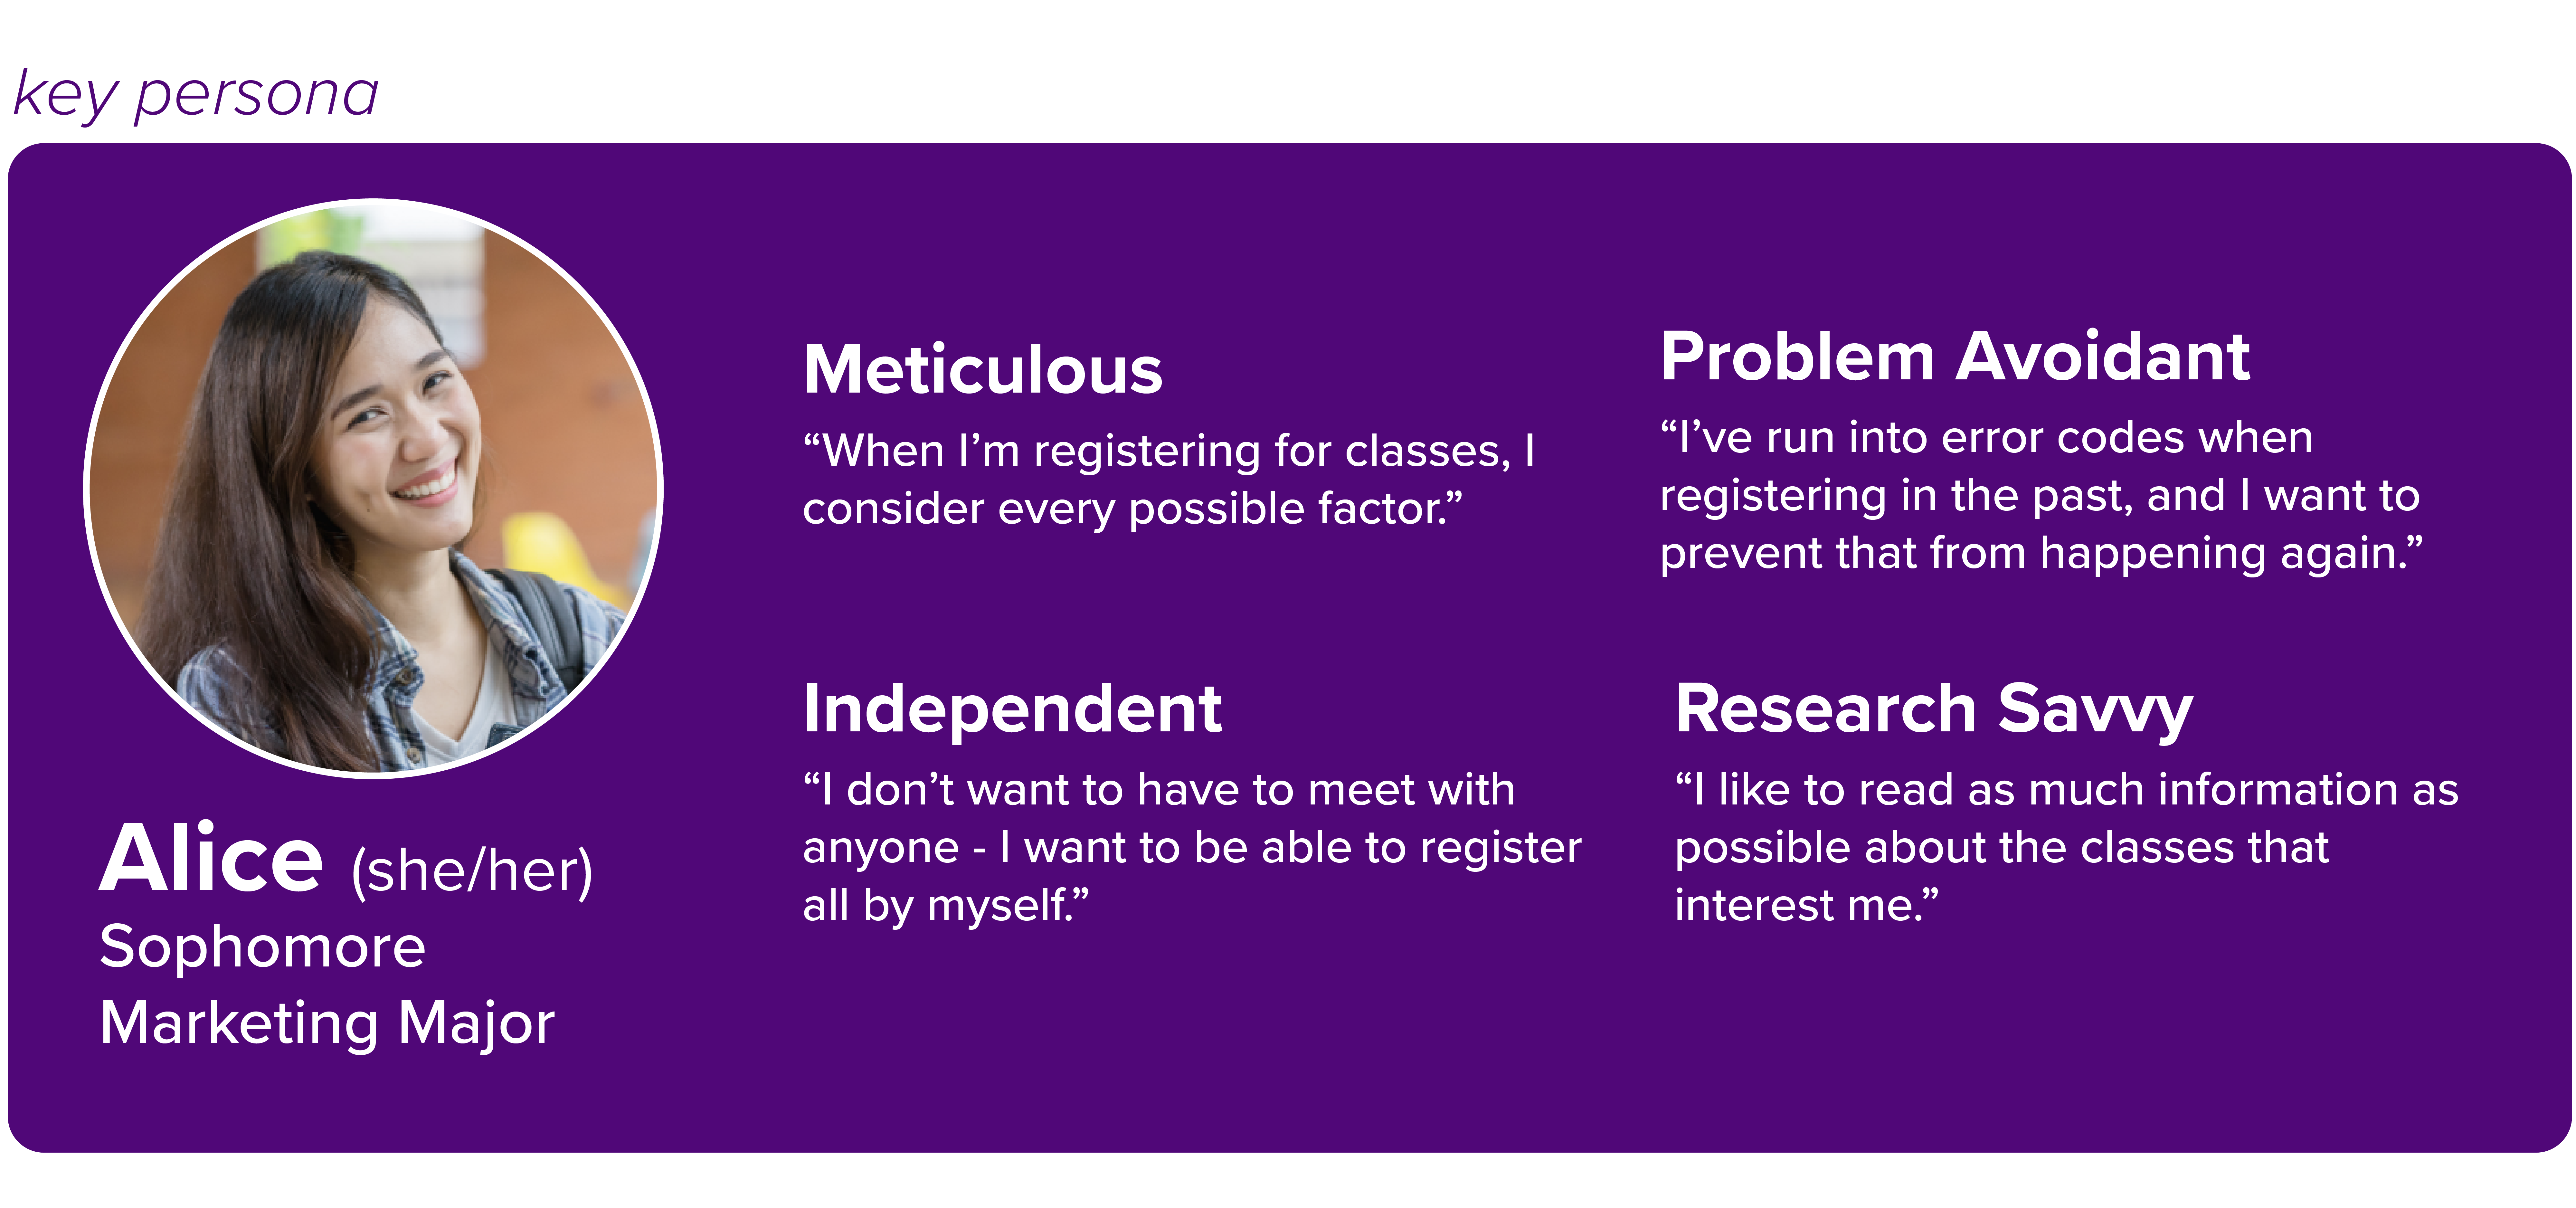 key persona
Alice (she/her)
Sophomore
Marketing Major
Meticulous
“When I’m registering for classes, I
consider every possible factor.”
Problem Avoidant
“I’ve run into error codes when
registering in the past, and I want to
prevent that from happening again.”
Independent
“I don’t want to have to meet with
anyone - I want to be able to register
all by myself.”
Research Savvy
“I like to read as much information as
possible about the classes that
interest me.”